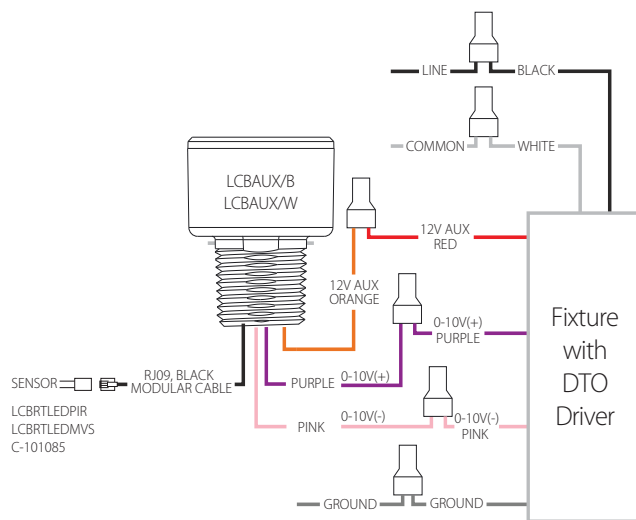 LINE
BLACK
COMMON
WHITE
LCBAUX/B
LCBAUX/W
12V AUX
RED
12V AUX
ORANGE
0-10V(+)
PURPLE
Fixture
with
DTO
Driver
RJ09, BLACK
MODULAR CABLE
SENSOR
LCBRTLEDPIR
LCBRTLEDMVS
C-101085
PURPLE
0-10V(+)
PINK
0-10V(-)
0-10V(-)
PINK
GROUND
GROUND